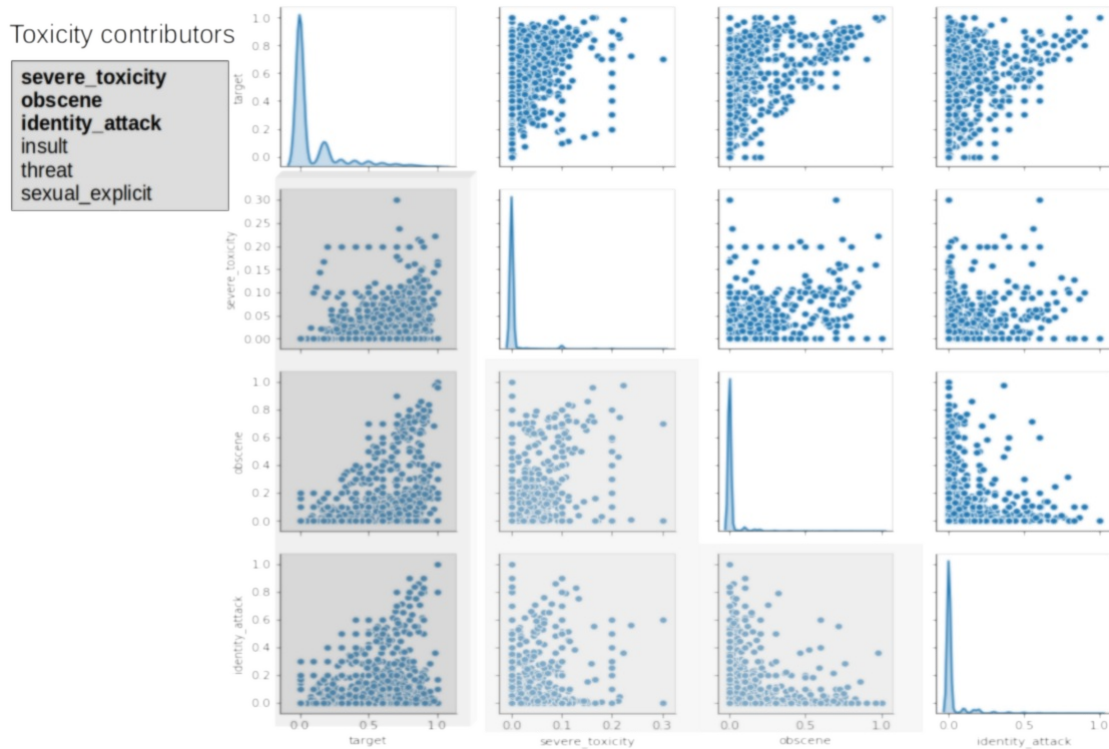 Toxicity contributors
severe_toxicity
obscene
identity_attack
insult
threat
sexual_explicit
target
1.0
0.8
0.6
0.4
0.2
0.0
severe_toxicity
0.30
0.25
0.20
0.15
0.10
0.05
0.00
obscene
1.0
0.8
0.6
0.4
0.2
0.0
identity_attack
1.0
0.8
0.6
0.4
0.2
0.0
0.0 0.5 1.0
target
0.0 0.1 0.2 0.3
severe_toxicity
0.0 0.5 1.0
obscene
0.0 0.5 1.0
identity_attack